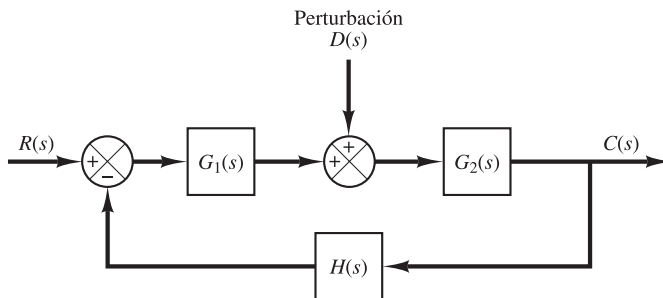 Perturbación
D(s)
R(s)
+
−
G₁(s)
+
+
G₂(s)
C(s)
H(s)